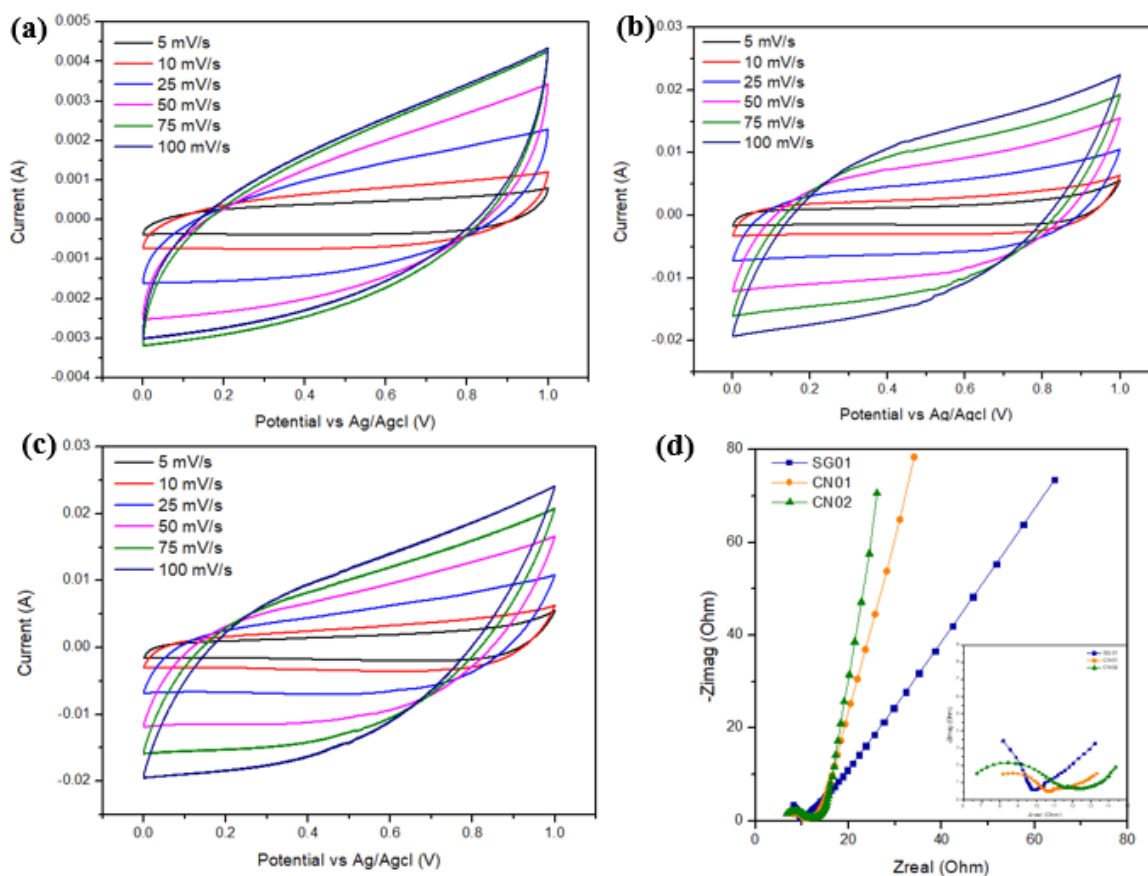 (a)
5 mV/s
10 mV/s
25 mV/s
50 mV/s
75 mV/s
100 mV/s
0.005
0.004
0.003
0.002
0.001
0.000
-0.001
-0.002
-0.003
-0.004
Current (A)
0.0 0.2 0.4 0.6 0.8 1.0
Potential vs Ag/Agcl (V)
(b)
5 mV/s
10 mV/s
25 mV/s
50 mV/s
75 mV/s
100 mV/s
0.03
0.02
0.01
0.00
-0.01
-0.02
Current (A)
0.0 0.2 0.4 0.6 0.8 1.0
Potential vs Ag/Agcl (V)
(c)
5 mV/s
10 mV/s
25 mV/s
50 mV/s
75 mV/s
100 mV/s
0.03
0.02
0.01
0.00
-0.01
-0.02
Current (A)
0.0 0.2 0.4 0.6 0.8 1.0
Potential vs Ag/Agcl (V)
(d)
SG01
CN01
CN02
80
60
40
20
0
-Zimag (Ohm)
0 20 40 60 80
Zreal (Ohm)
SG01
CN01
CN02
-Zimag (Ohm)
Zreal (Ohm)